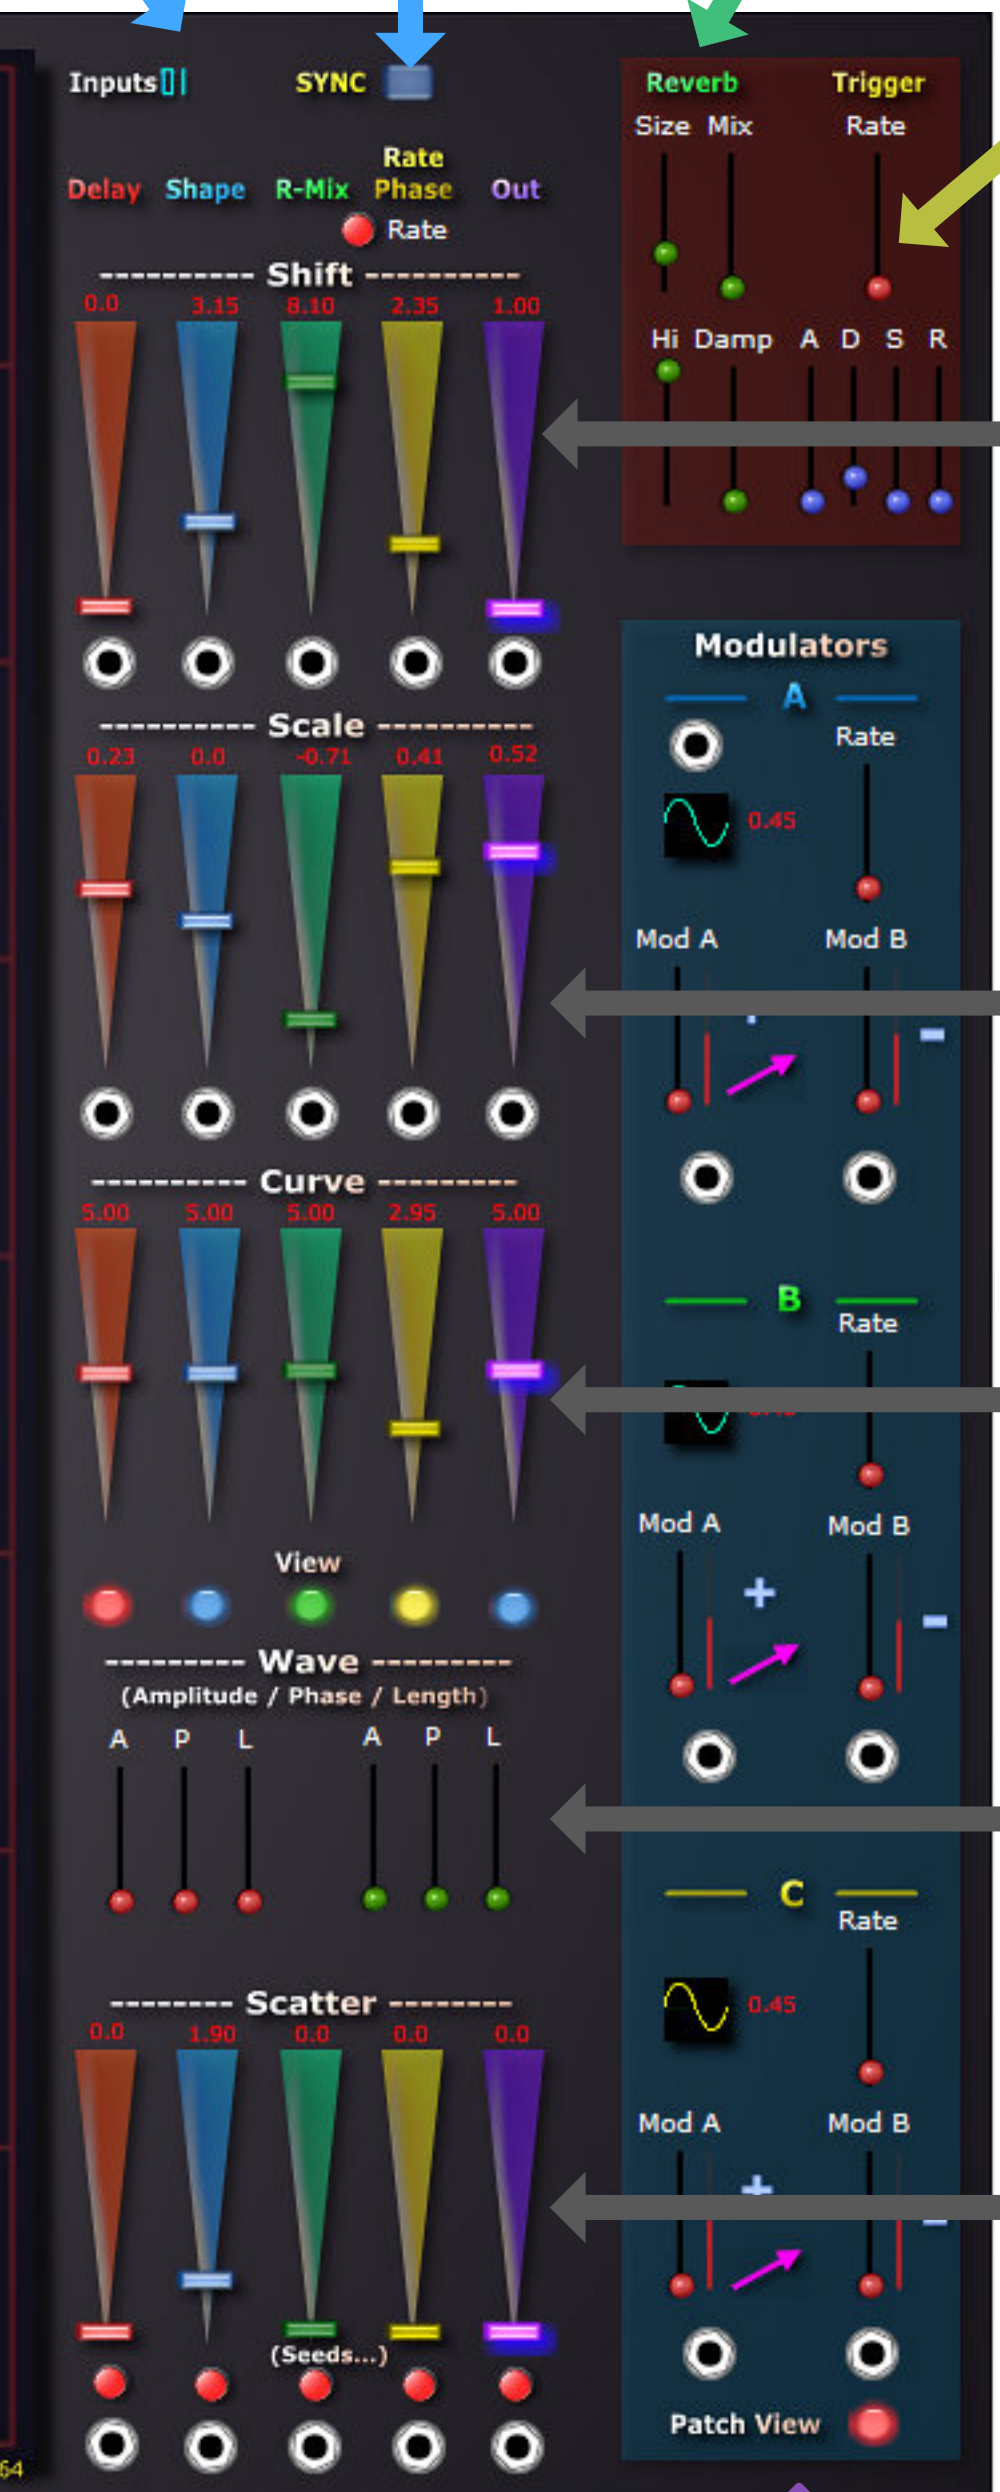 Inputs SYNC
Rate
Delay Shape R-Mix Phase Out
Rate
---------- Shift ----------
0.0 3.15 8.10 2.35 1.00
---------- Scale ----------
0.23 0.0 -0.71 0.41 0.52
---------- Curve ---------
5.00 5.00 5.00 2.95 5.00
View
--------- Wave ---------
(Amplitude / Phase / Length)
A P L A P L
-------- Scatter --------
0.0 1.90 0.0 0.0 0.0
(Seeds...)
64
Reverb Trigger
Size Mix Rate
Hi Damp A D S R
Modulators
A
Rate
0.45
Mod A Mod B
+ -
B
Rate
Mod A Mod B
+ -
C
Rate
0.45
Mod A Mod B
+ -
Patch View